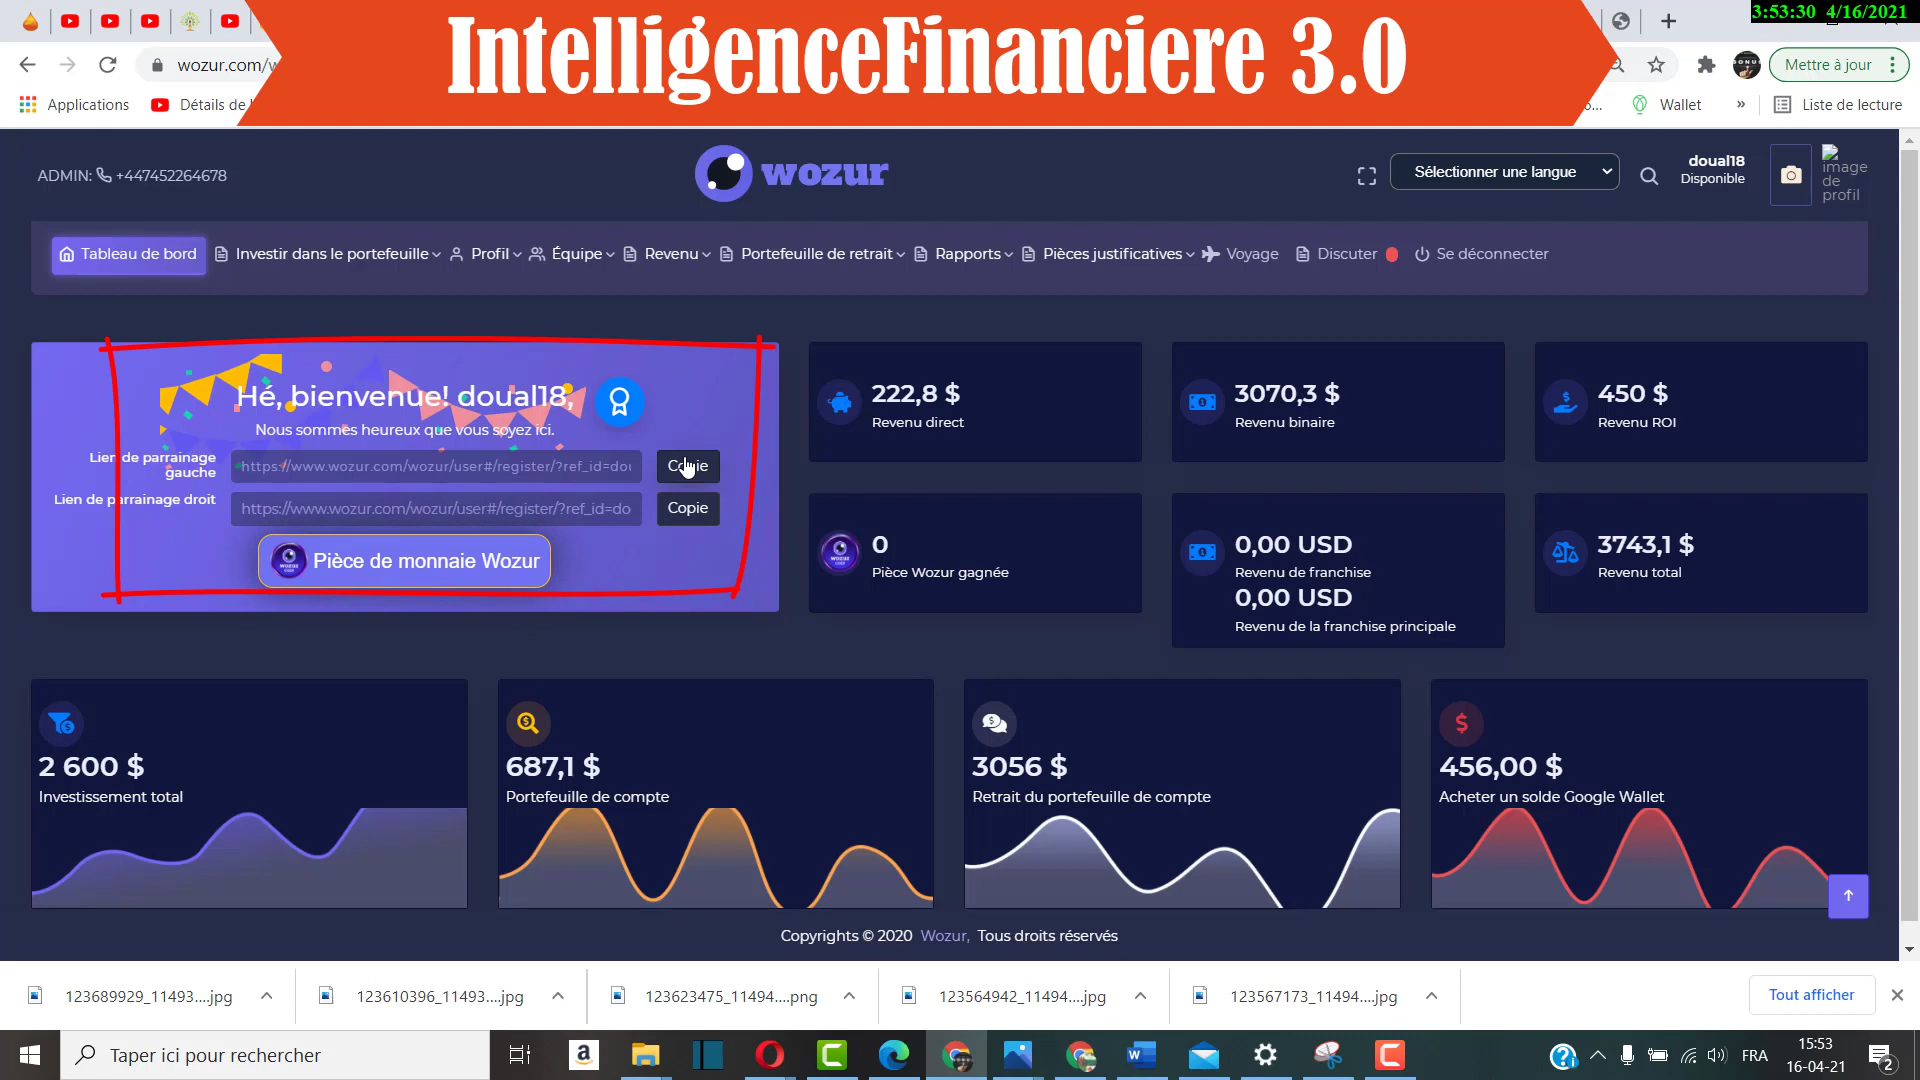 IntelligenceFinanciere 3.0
3:53:30 4/16/2021
wozur.com/w
Mettre à jour
Applications
Détails de
Wallet
»
Liste de lecture
ADMIN: +447452264678
wozur
Sélectionner une langue
doual18
Disponible
image de profil
Tableau de bord
Investir dans le portefeuille
Profil
Équipe
Revenu
Portefeuille de retrait
Rapports
Pièces justificatives
Voyage
Discuter
Se déconnecter
Hé, bienvenue! doual18,
Nous sommes heureux que vous soyez ici.
Lien de parrainage gauche
https://www.wozur.com/wozur/user#/register/?ref_id=dou
Copie
Lien de parrainage droit
https://www.wozur.com/wozur/user#/register/?ref_id=do
Copie
Pièce de monnaie Wozur
222,8 $
Revenu direct
3070,3 $
Revenu binaire
450 $
Revenu ROI
0
Pièce Wozur gagnée
0,00 USD
Revenu de franchise
0,00 USD
Revenu de la franchise principale
3743,1 $
Revenu total
2 600 $
Investissement total
687,1 $
Portefeuille de compte
3056 $
Retrait du portefeuille de compte
456,00 $
Acheter un solde Google Wallet
Copyrights © 2020 Wozur, Tous droits réservés
123689929_11493....jpg
123610396_11493....jpg
123623475_11494....png
123564942_11494....jpg
123567173_11494....jpg
Tout afficher
Taper ici pour rechercher
FRA
15:53
16-04-21
2